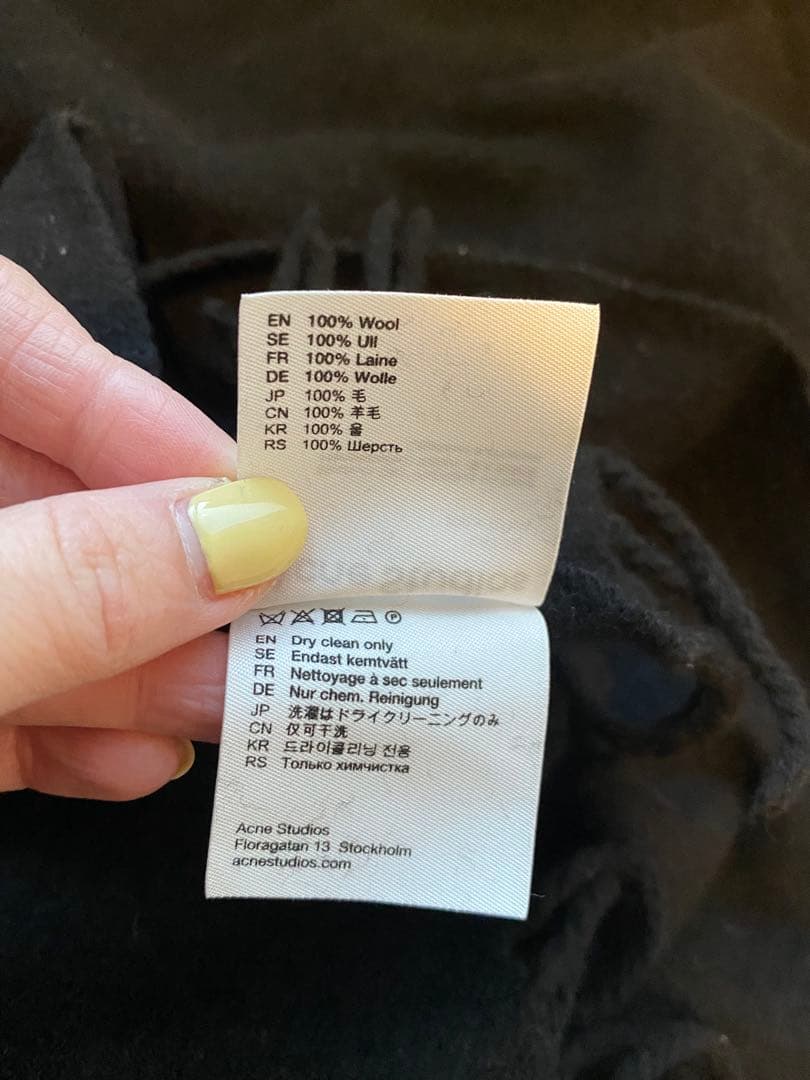 EN 100% Wool
SE 100% Ull
FR 100% Laine
DE 100% Wolle
JP 100% 毛
CN 100% 羊毛
KR 100% 울
RS 100% Шерсть
EN Dry clean only
SE Endast kemtvätt
FR Nettoyage à sec seulement
DE Nur chem. Reinigung
JP 洗濯はドライクリーニングのみ
CN 仅可干洗
KR 드라이클리닝 전용
RS Только химчистка
Acne Studios
Floragatan 13 Stockholm
acnestudios.com